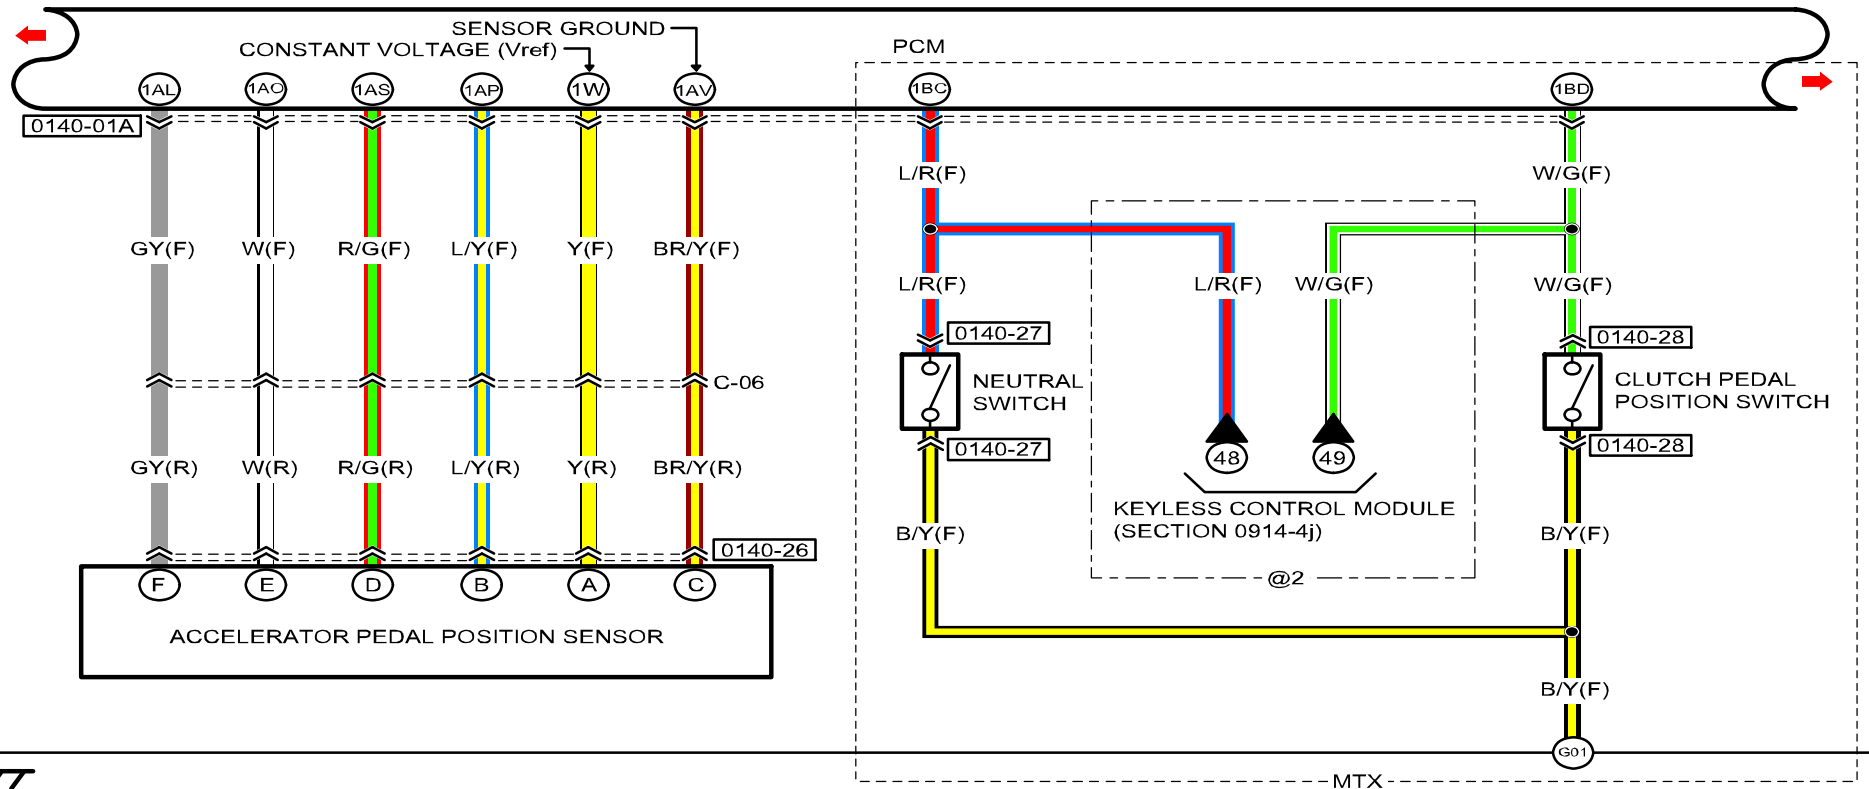 SENSOR GROUND
CONSTANT VOLTAGE (Vref)
PCM
1AL
1AO
1AS
1AP
1W
1AV
1BC
1BD
0140-01A
L/R(F)
W/G(F)
GY(F)
W(F)
R/G(F)
L/Y(F)
Y(F)
BR/Y(F)
L/R(F)
L/R(F)
W/G(F)
W/G(F)
0140-27
0140-28
C-06
NEUTRAL
SWITCH
CLUTCH PEDAL
POSITION SWITCH
0140-27
0140-28
48
49
GY(R)
W(R)
R/G(R)
L/Y(R)
Y(R)
BR/Y(R)
KEYLESS CONTROL MODULE
(SECTION 0914-4j)
B/Y(F)
B/Y(F)
0140-26
@2
F
E
D
B
A
C
ACCELERATOR PEDAL POSITION SENSOR
B/Y(F)
G01
MTX